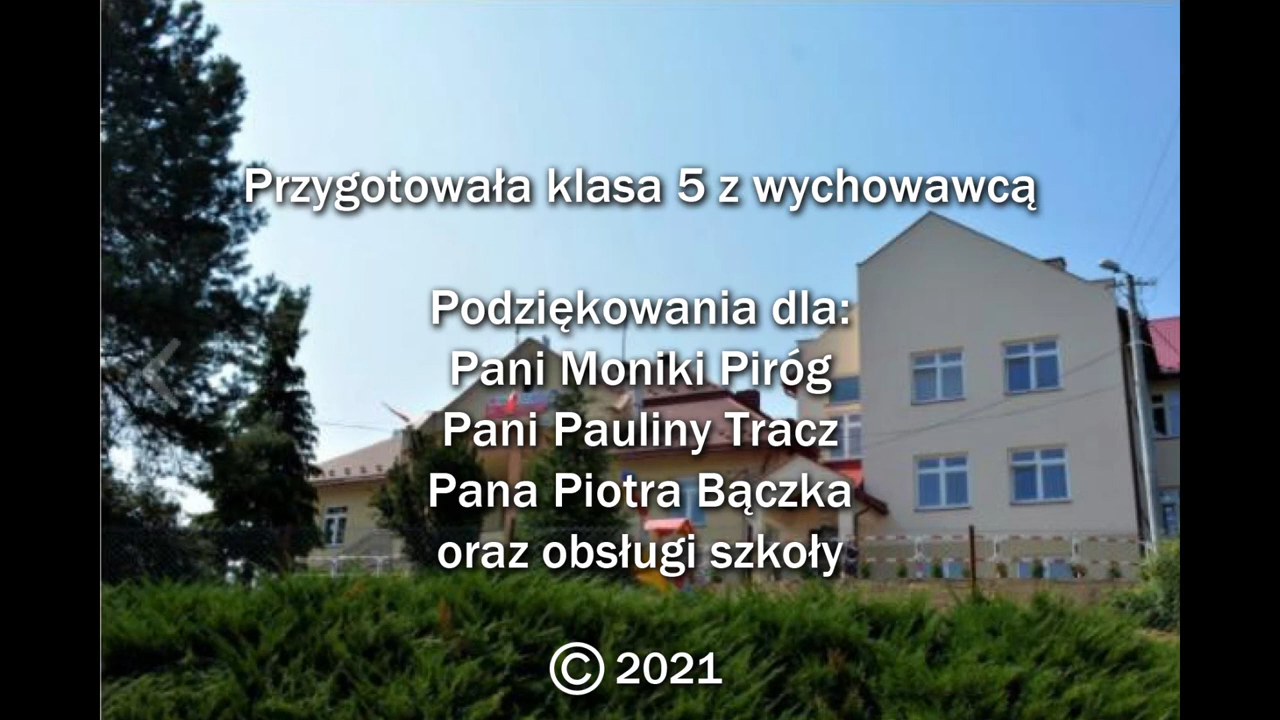 Przygotowała klasa 5 z wychowawcą
Podziękowania dla:
Pani Moniki Piróg
Pani Pauliny Tracz
Pana Piotra Bączka
oraz obsługi szkoły
© 2021